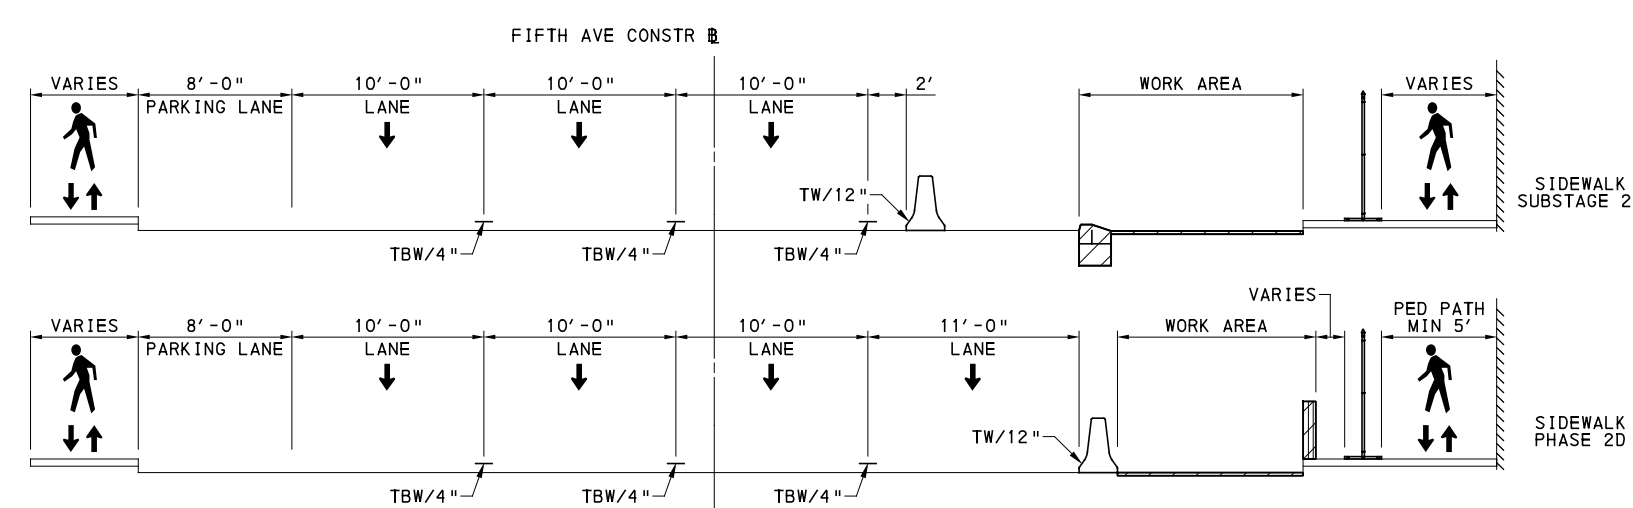 FIFTH AVE CONSTR B
VARIES 8'-0" 10'-0" 10'-0" 10'-0" 2' WORK AREA VARIES
PARKING LANE LANE LANE LANE
TW/12"
SIDEWALK
SUBSTAGE 2
TBW/4" TBW/4" TBW/4"
VARIES
VARIES 8'-0" 10'-0" 10'-0" 10'-0" 11'-0" WORK AREA PED PATH
MIN 5'
PARKING LANE LANE LANE LANE LANE
TW/12"
SIDEWALK
PHASE 2D
TBW/4" TBW/4" TBW/4"